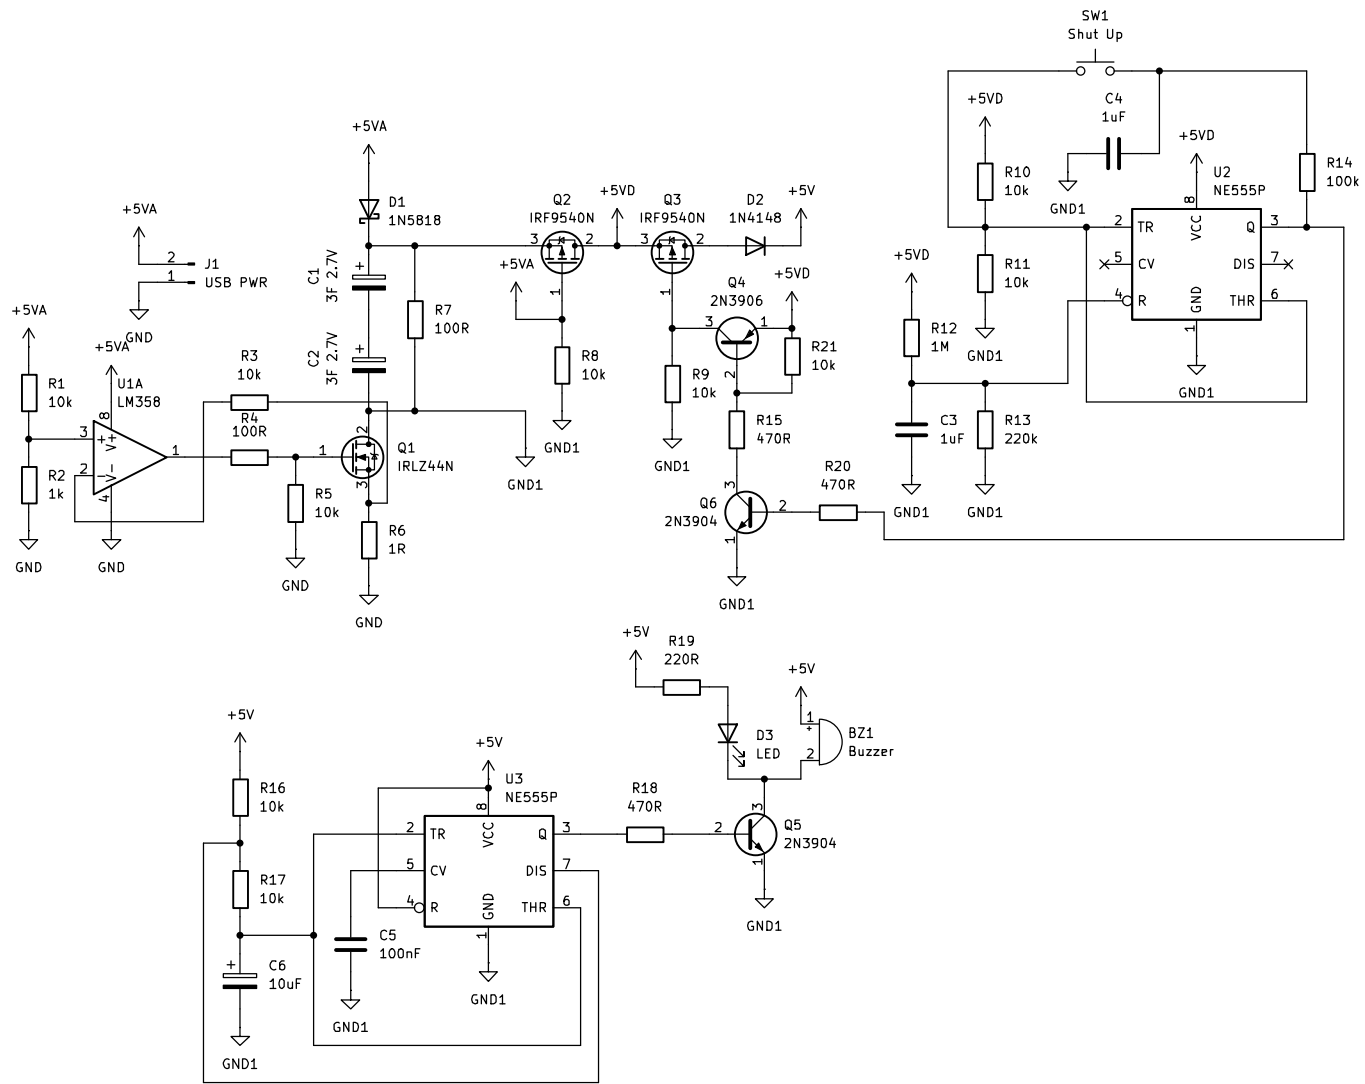 SW1
Shut Up
+5VD
C4
1uF
+5VD
+5VA
R10
10k
U2
NE555P
R14
100k
8
D1
1N5818
Q2
IRF9540N
+5VD
Q3
IRF9540N
D2
1N4148
+5V
GND1
+5VA
2
TR
VCC
Q
3
3
2
3
2
+5VD
2
J1
C1
3F 2.7V
+
+5VA
R11
10k
5
CV
DIS
7
1
USB PWR
Q4
2N3906
+5VD
R7
100R
1
1
4
R
GND
THR
6
+5VA
GND
R12
1M
3
1
1
+5VA
C2
3F 2.7V
+
R3
10k
R8
10k
R21
10k
GND1
R9
10k
2
GND1
R1
10k
U1A
LM358
8
R4
100R
C3
1uF
R13
220k
2
R15
470R
3
+
V+
1
1
Q1
IRLZ44N
GND1
GND1
2
-
V-
R2
1k
4
3
GND1
R20
470R
R5
10k
3
Q6
2N3904
2
GND1
GND1
R6
1R
1
GND
GND
GND
GND1
GND
+5V
R19
220R
+5V
+5V
1
+
BZ1
Buzzer
2
D3
LED
+5V
U3
NE555P
R16
10k
R18
470R
8
3
2
TR
VCC
Q
3
2
Q5
2N3904
1
R17
10k
5
CV
DIS
7
4
R
GND
THR
6
GND1
1
C5
100nF
+
C6
10uF
GND1
GND1
GND1